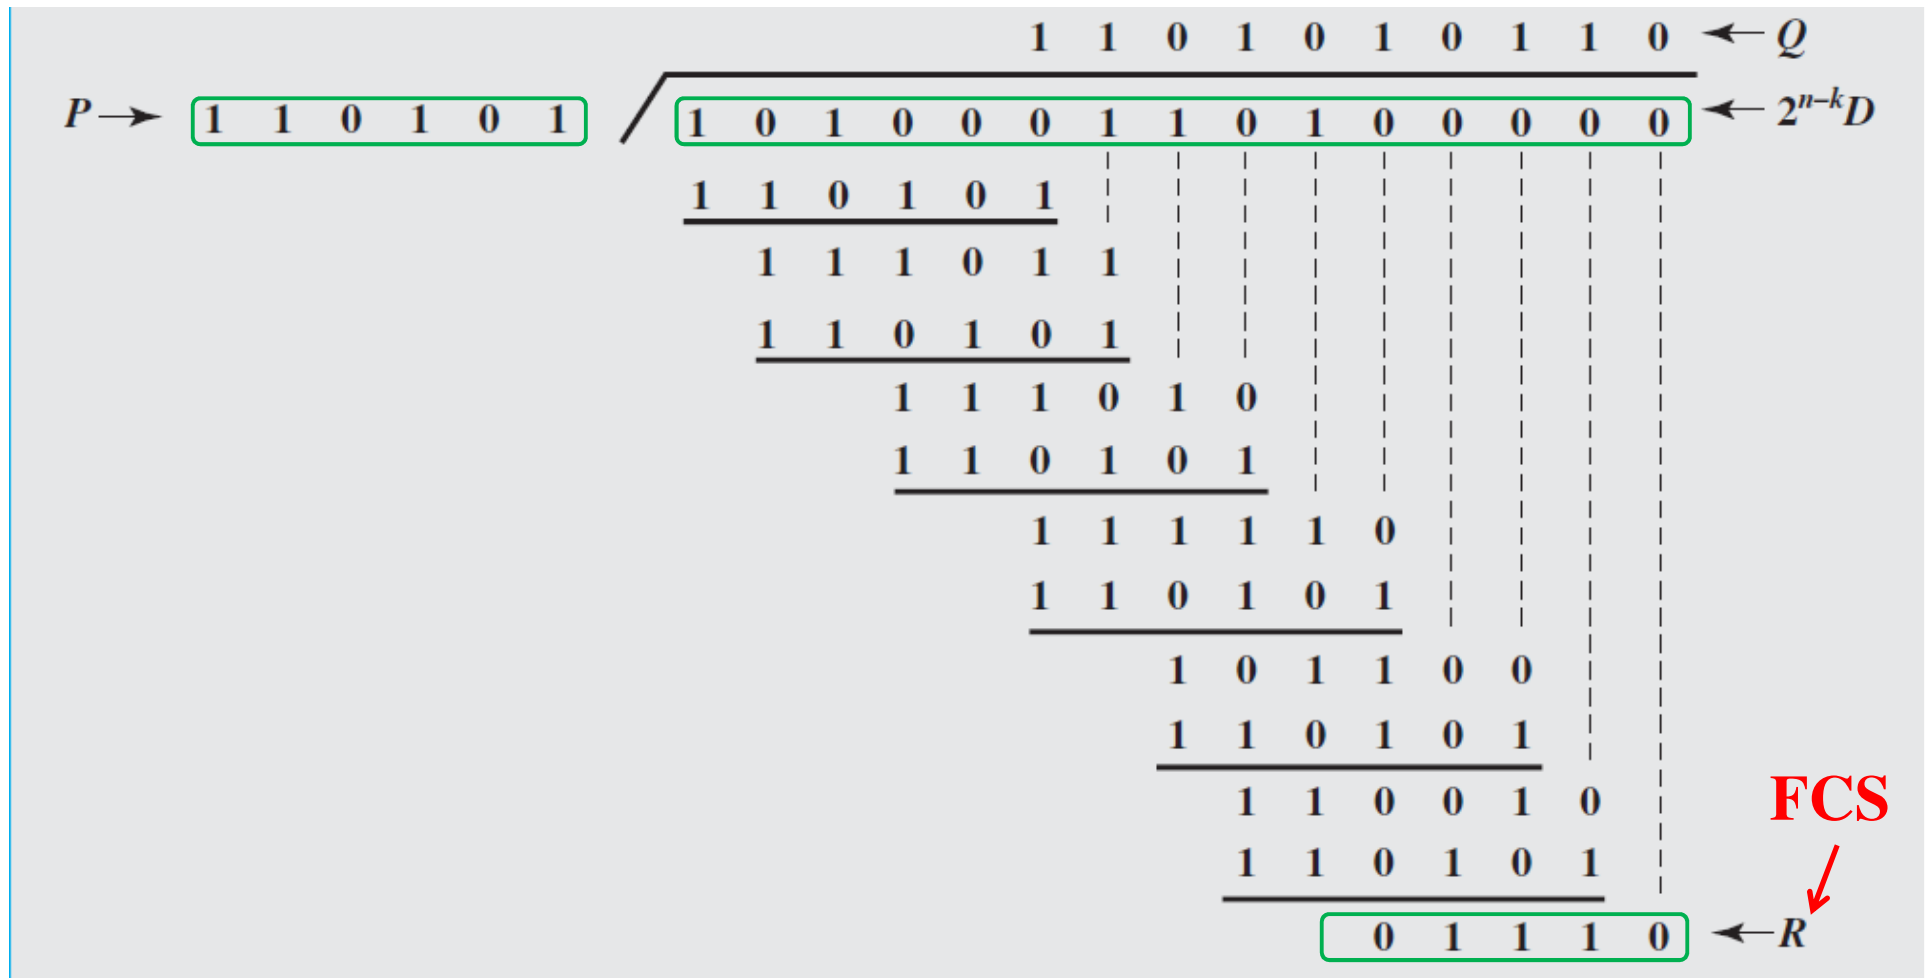 1 1 0 1 0 1 0 1 1 0 ← Q
P → 1 1 0 1 0 1 1 0 1 0 0 0 1 1 0 1 0 0 0 0 0 ← 2^{n–k}D
1 1 0 1 0 1
1 1 1 0 1 1
1 1 0 1 0 1
1 1 1 0 1 0
1 1 0 1 0 1
1 1 1 1 1 0
1 1 0 1 0 1
1 0 1 1 0 0
1 1 0 1 0 1
1 1 0 0 1 0
FCS
1 1 0 1 0 1
0 1 1 1 0 ← R